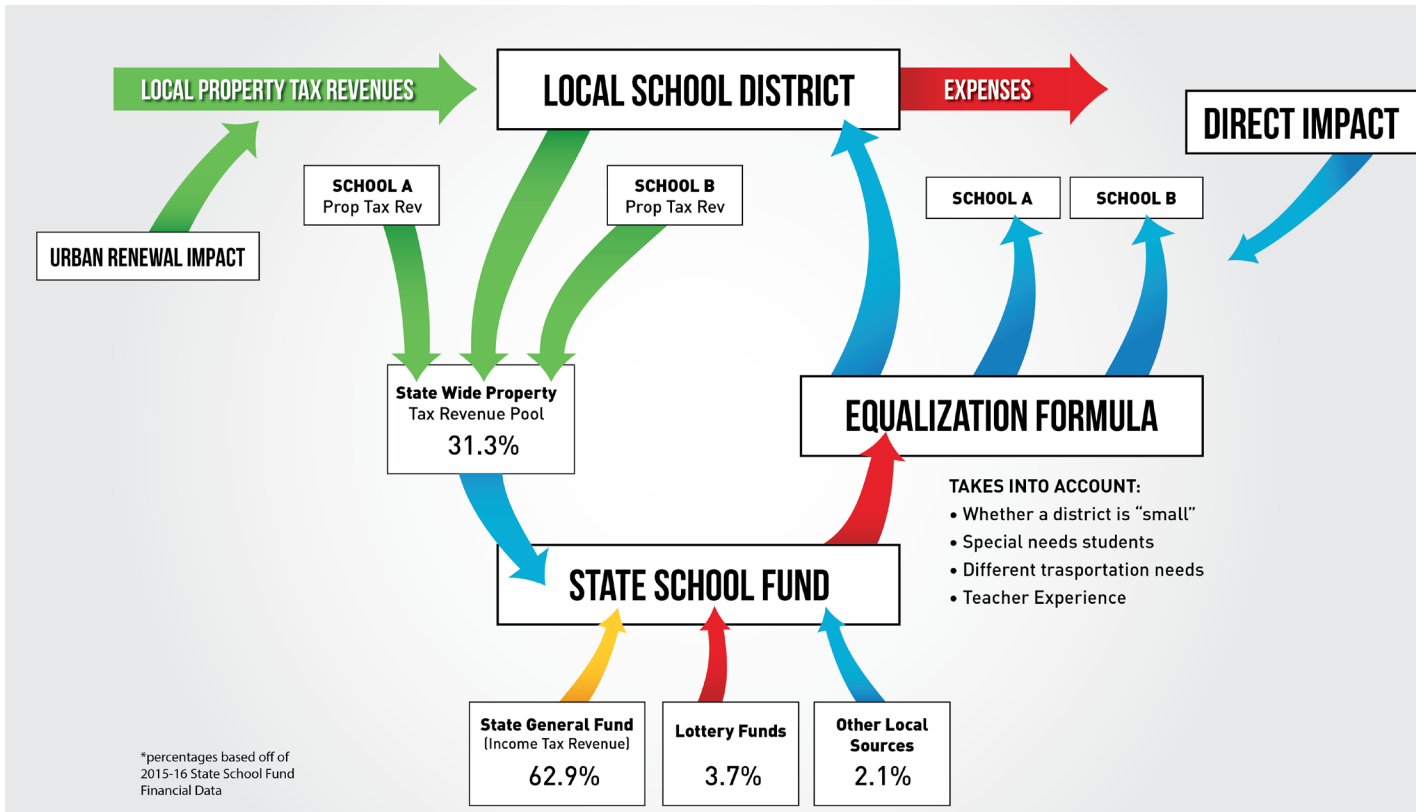 LOCAL PROPERTY TAX REVENUES
LOCAL SCHOOL DISTRICT
EXPENSES
DIRECT IMPACT
SCHOOL A
Prop Tax Rev
SCHOOL B
Prop Tax Rev
SCHOOL A
SCHOOL B
URBAN RENEWAL IMPACT
State Wide Property
Tax Revenue Pool
31.3%
EQUALIZATION FORMULA
TAKES INTO ACCOUNT:
• Whether a district is “small”
• Special needs students
• Different trasportation needs
• Teacher Experience
STATE SCHOOL FUND
State General Fund
(Income Tax Revenue)
62.9%
Lottery Funds
3.7%
Other Local
Sources
2.1%
*percentages based off of
2015-16 State School Fund
Financial Data